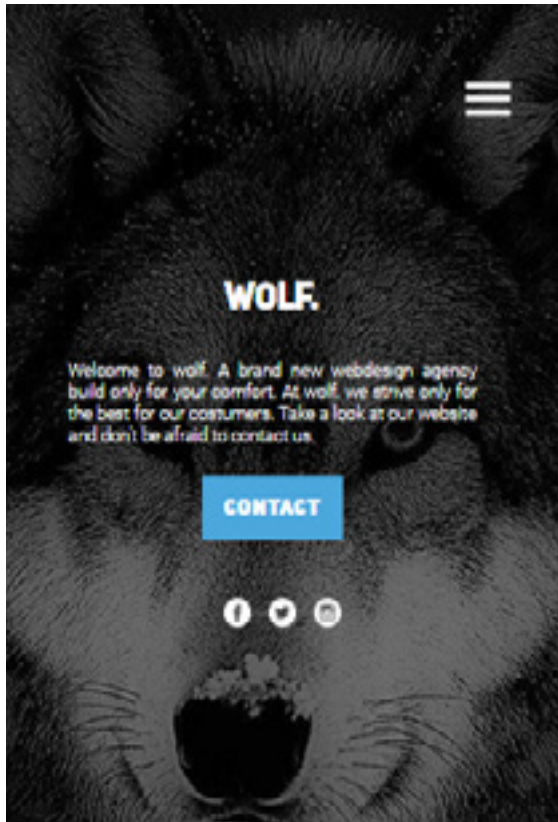 WOLF.
Welcome to wolf. A brand new webdesign agency
build only for your comfort. At wolf. we strive only for
the best for our costumers. Take a look at our website
and don't be afraid to contact us.
CONTACT